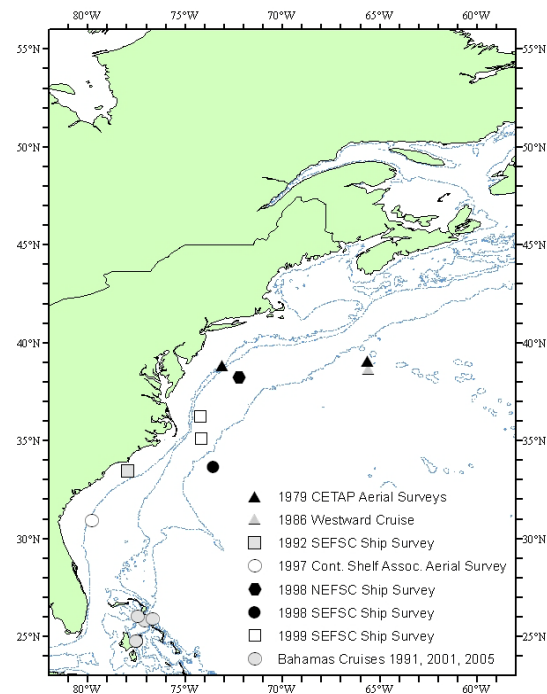 80°W 75°W 70°W 65°W 60°W
55°N 55°N
50°N 50°N
45°N 45°N
40°N 40°N
35°N 35°N
30°N 30°N
25°N 25°N
1979 CETAP Aerial Surveys
1986 Westward Cruise
1992 SEFSC Ship Survey
1997 Cont. Shelf Assoc. Aerial Survey
1998 NEFSC Ship Survey
1998 SEFSC Ship Survey
1999 SEFSC Ship Survey
Bahamas Cruises 1991, 2001, 2005
80°W 75°W 70°W 65°W 60°W